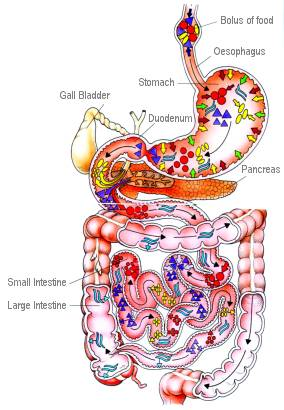 Bolus of food
Oesophagus
Stomach
Gall Bladder
Duodenum
Pancreas
Small Intestine
Large Intestine